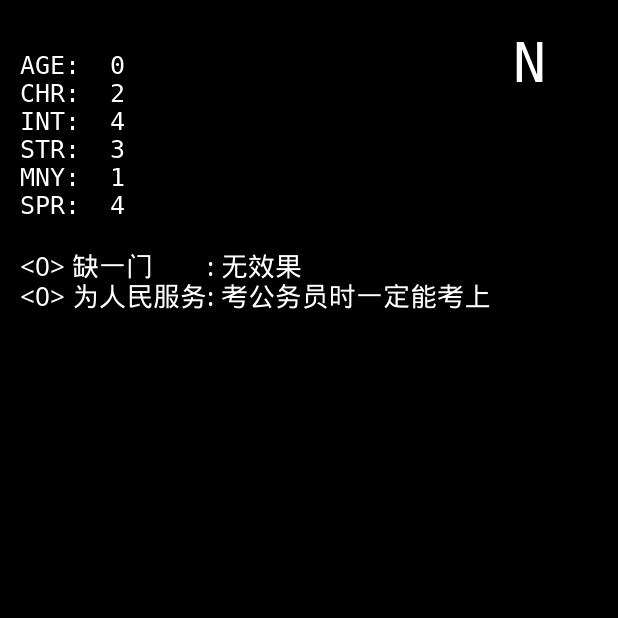 N
AGE: 0
CHR: 2
INT: 4
STR: 3
MNY: 1
SPR: 4
<O> 缺一门 : 无效果
<O> 为人民服务: 考公务员时一定能考上